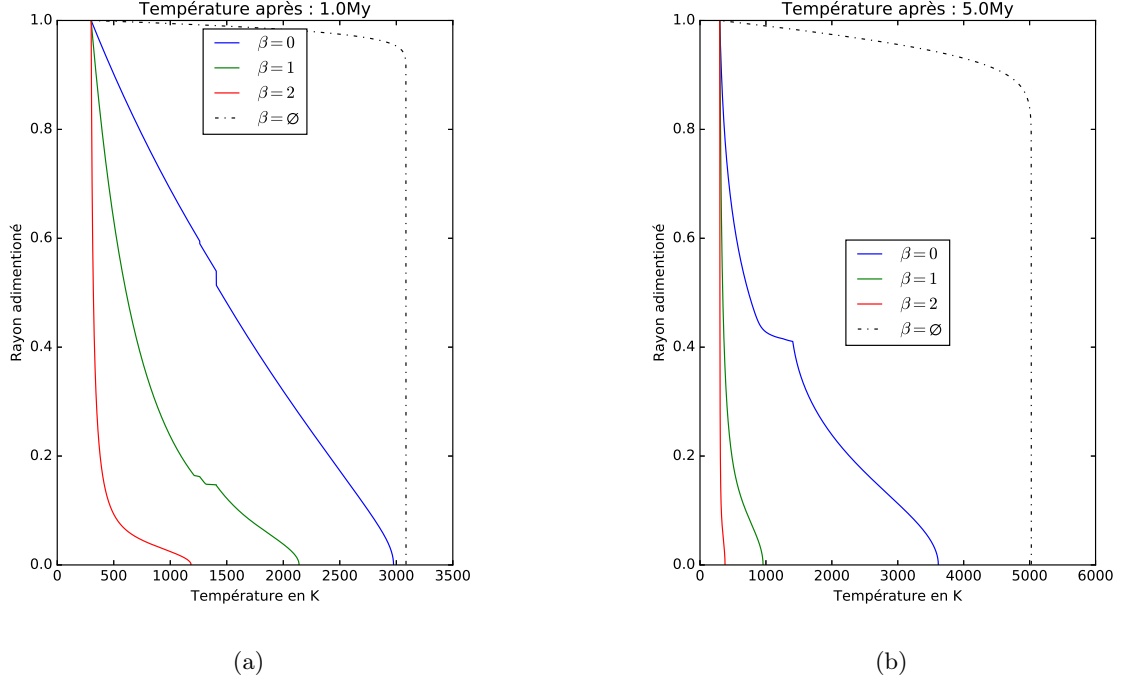 Température après : 1.0My
1.0
0.8
0.6
0.4
0.2
0.0
Rayon adimentioné
β=0
β=1
β=2
β=∅
0 500 1000 1500 2000 2500 3000 3500
Température en K
(a)
Température après : 5.0My
1.0
0.8
0.6
0.4
0.2
0.0
Rayon adimentioné
β=0
β=1
β=2
β=∅
0 1000 2000 3000 4000 5000 6000
Température en K
(b)